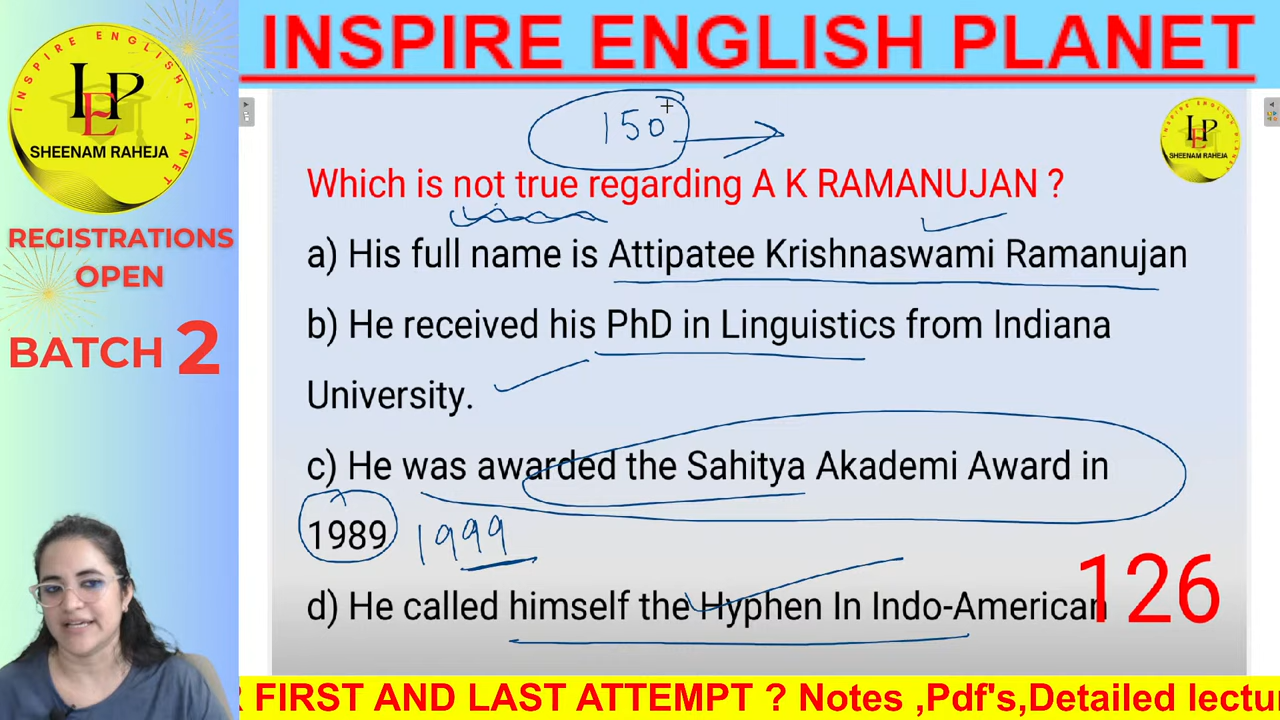 INSPIRE ENGLISH PLANET
INSPIRE ENGLISH PLANET
IEP
SHEENAM RAHEJA
REGISTRATIONS
OPEN
BATCH 2
150+
IEP
SHEENAM RAHEJA
Which is not true regarding A K RAMANUJAN ?
a) His full name is Attipatee Krishnaswami Ramanujan
b) He received his PhD in Linguistics from Indiana
University.
c) He was awarded the Sahitya Akademi Award in
1989 1999
d) He called himself the Hyphen In Indo-American
126
FIRST AND LAST ATTEMPT ? Notes ,Pdf's,Detailed